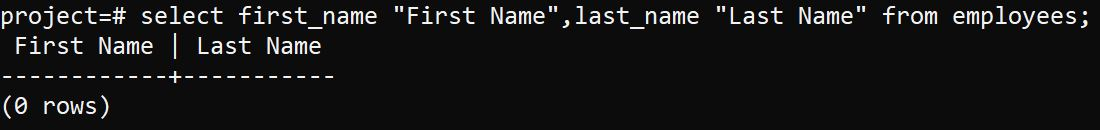 project=# select first_name "First Name",last_name "Last Name" from employees;
 First Name | Last Name
------------+-----------
(0 rows)